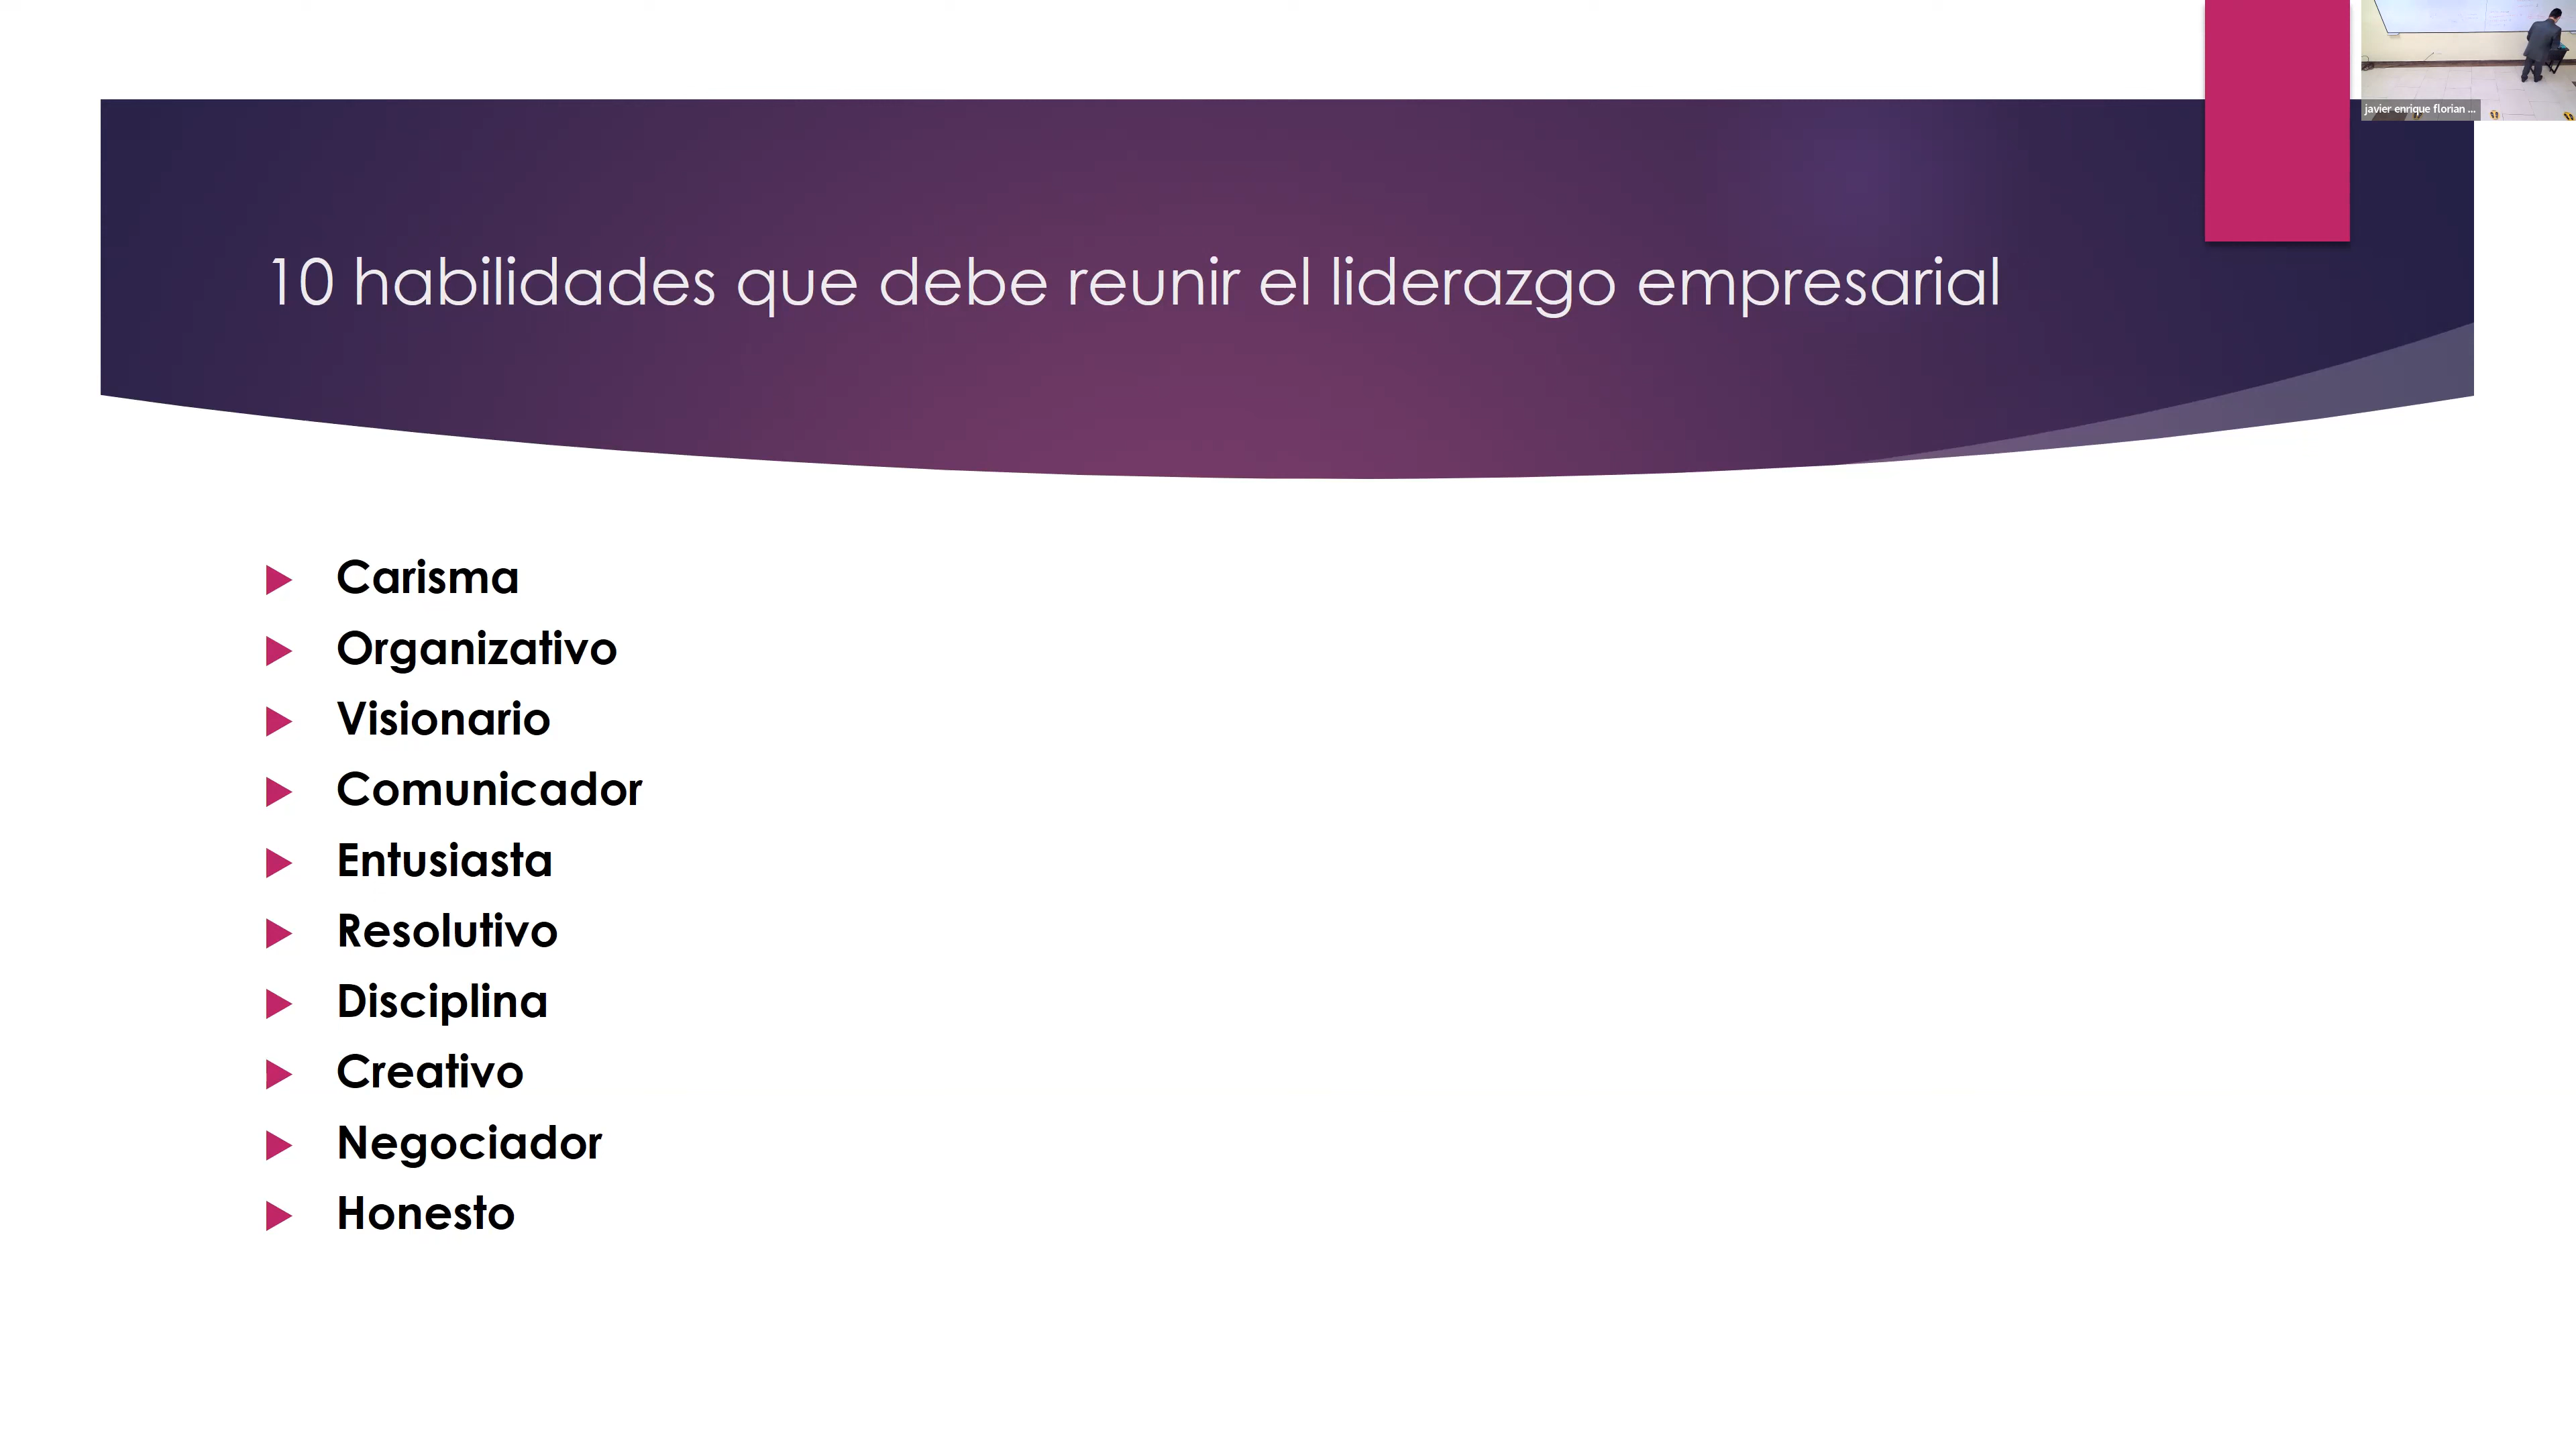 10 habilidades que debe reunir el liderazgo empresarial
javier enrique florian ...
Carisma
Organizativo
Visionario
Comunicador
Entusiasta
Resolutivo
Disciplina
Creativo
Negociador
Honesto